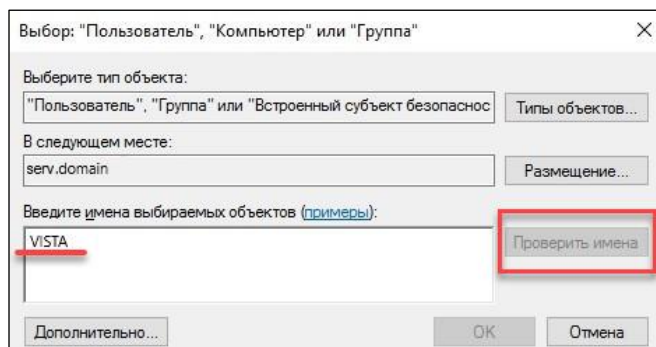 Выбор: "Пользователь", "Компьютер" или "Группа"
Выберите тип объекта:
"Пользователь", "Группа" или "Встроенный субъект безопаснос
Типы объектов...
В следующем месте:
serv.domain
Размещение...
Введите имена выбираемых объектов (примеры):
VISTA
Проверить имена
Дополнительно...
OK
Отмена